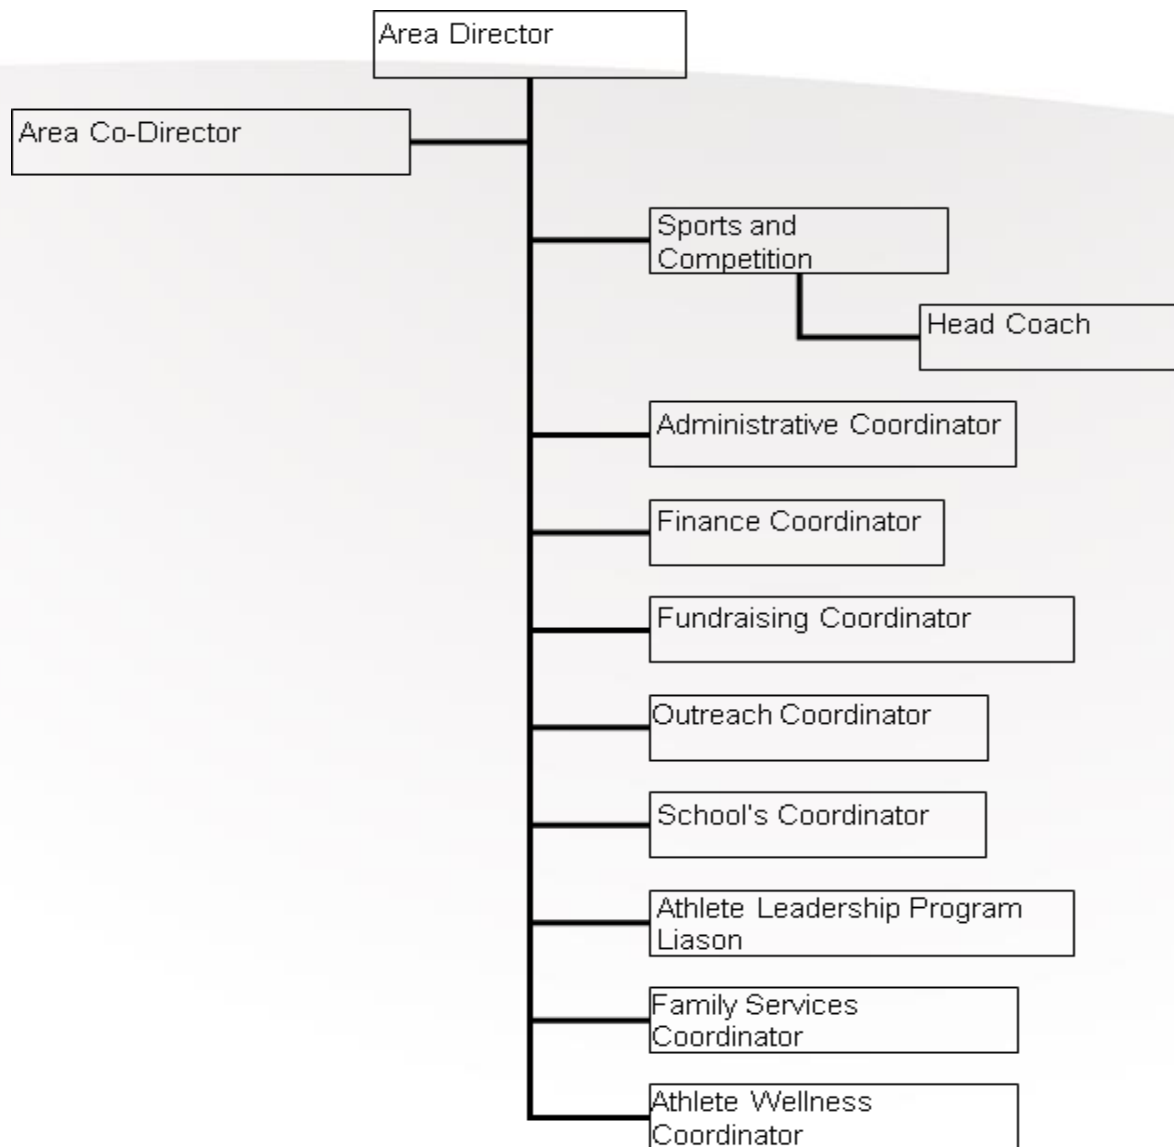 Area Director
Area Co-Director
Sports and
Competition
Head Coach
Administrative Coordinator
Finance Coordinator
Fundraising Coordinator
Outreach Coordinator
School's Coordinator
Athlete Leadership Program
Liason
Family Services
Coordinator
Athlete Wellness
Coordinator